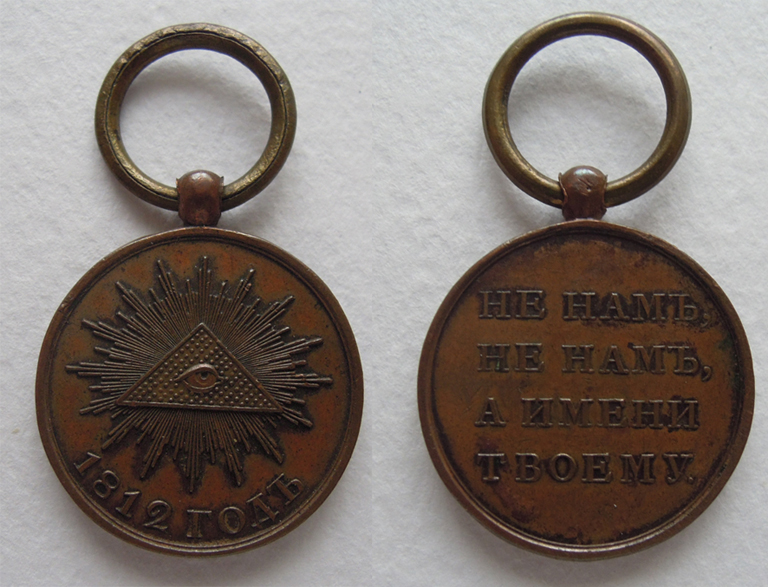 1812 ГОДЪ
НЕ НАМЪ,
НЕ НАМЪ,
А ИМЕНИ
ТВОЕМУ.